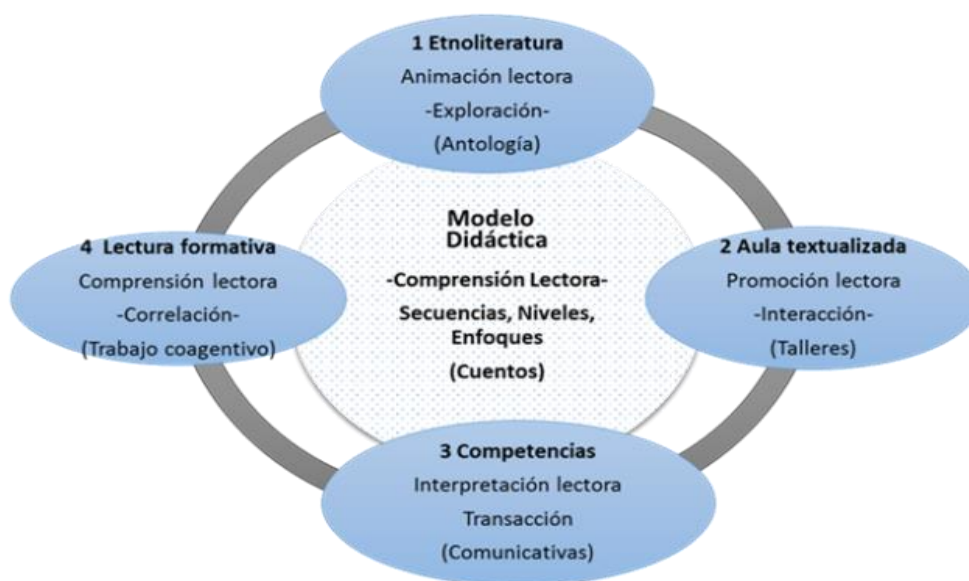 1 Etnoliteratura
Animación lectora
-Exploración-
(Antología)
Modelo
Didáctica
-Comprensión Lectora-
Secuencias, Niveles,
Enfoques
(Cuentos)
4 Lectura formativa
Comprensión lectora
-Correlación-
(Trabajo coagentivo)
2 Aula textualizada
Promoción lectora
-Interacción-
(Talleres)
3 Competencias
Interpretación lectora
Transacción
(Comunicativas)